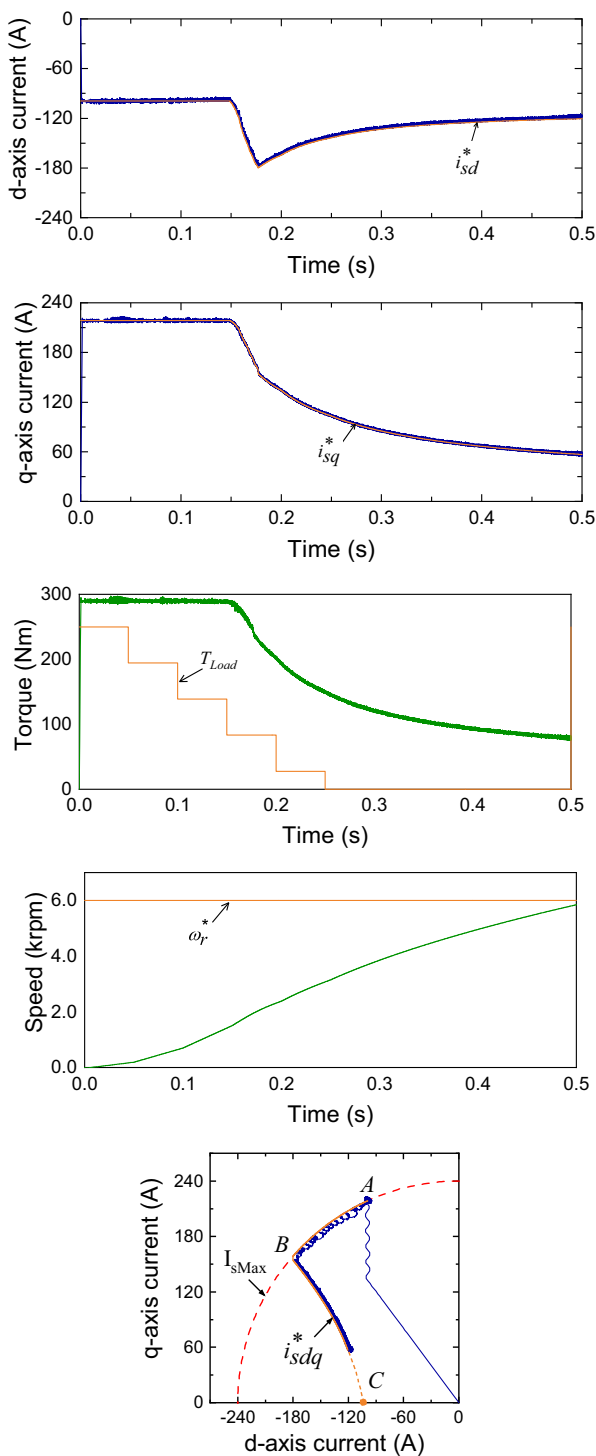 d-axis current (A)
0
-60
-120
-180
-240
i*sd
0.0 0.1 0.2 0.3 0.4 0.5
Time (s)
q-axis current (A)
240
180
120
60
0
i*sq
0.0 0.1 0.2 0.3 0.4 0.5
Time (s)
Torque (Nm)
300
200
100
0
TLoad
0.0 0.1 0.2 0.3 0.4 0.5
Time (s)
Speed (krpm)
6.0
4.0
2.0
0.0
ωr*
0.0 0.1 0.2 0.3 0.4 0.5
Time (s)
q-axis current (A)
240
180
120
60
0
A
B
IsMax
i*sdq
C
-240 -180 -120 -60 0
d-axis current (A)